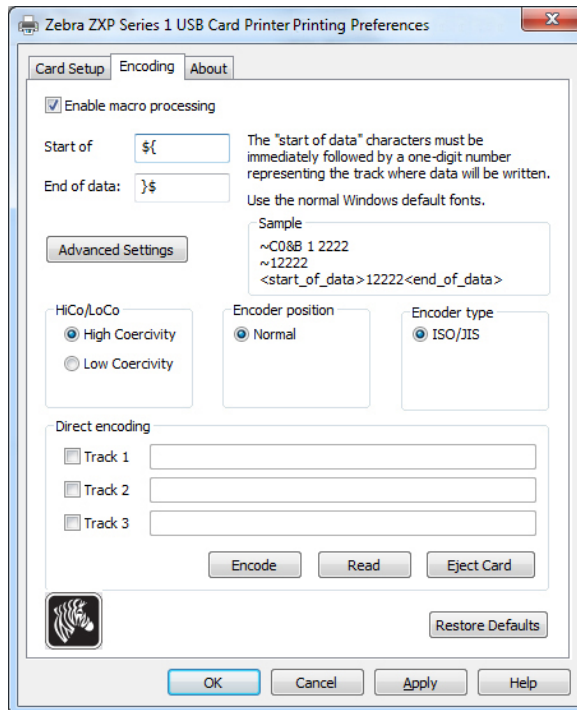 Zebra ZXP Series 1 USB Card Printer Printing Preferences
Card Setup Encoding About
Enable macro processing
Start of ${
The "start of data" characters must be
immediately followed by a one-digit number
representing the track where data will be written.
End of data: }$
Use the normal Windows default fonts.
Advanced Settings
Sample
~C0&B 1 2222
~12222
<start_of_data>12222<end_of_data>
HiCo/LoCo Encoder position Encoder type
High Coercivity Normal ISO/JIS
Low Coercivity
Direct encoding
Track 1
Track 2
Track 3
Encode Read Eject Card
Restore Defaults
OK Cancel Apply Help